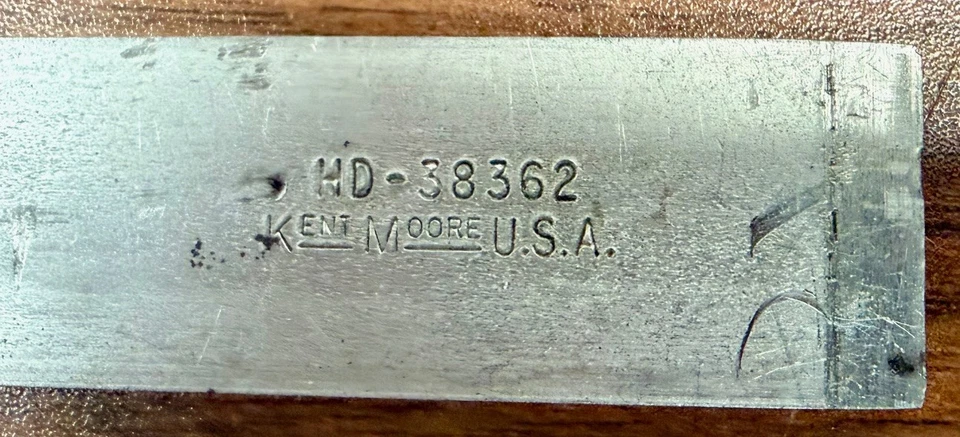 HD-38362
KENT MOORE U.S.A.